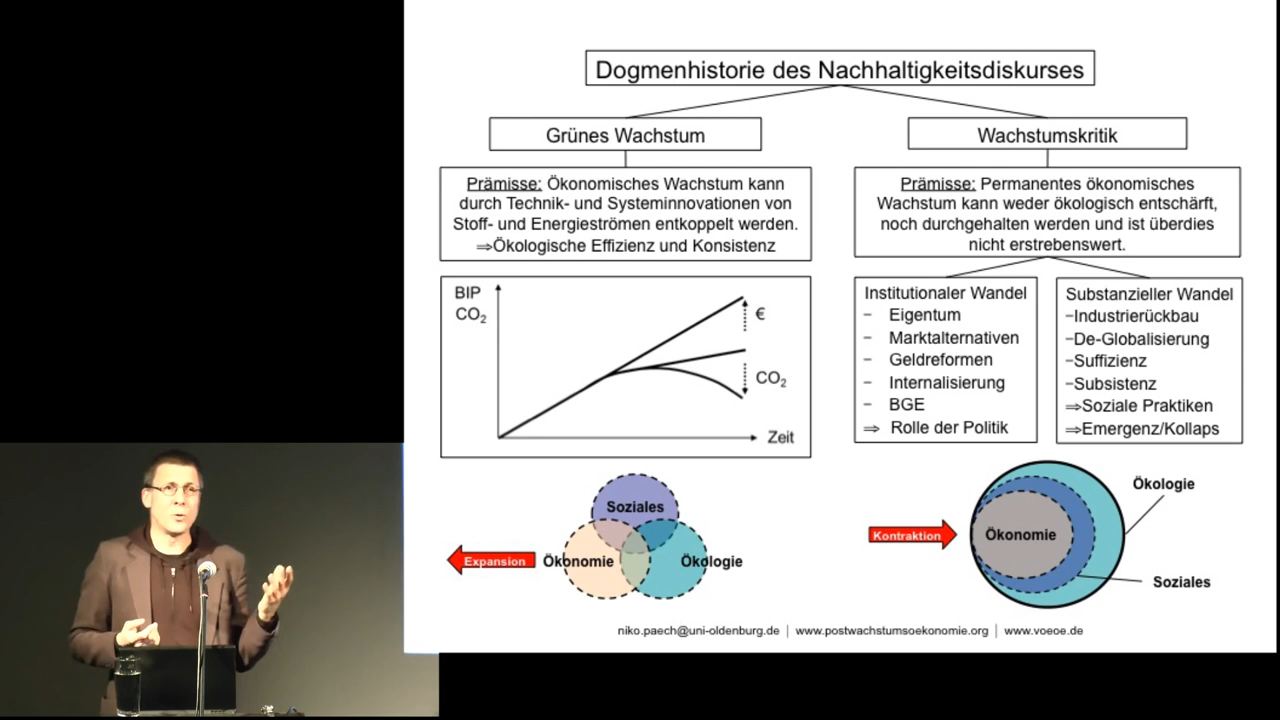 Dogmenhistorie des Nachhaltigkeitsdiskurses
Grünes Wachstum
Wachstumskritik
Prämisse: Ökonomisches Wachstum kann
durch Technik- und Systeminnovationen von
Stoff- und Energieströmen entkoppelt werden.
⇒Ökologische Effizienz und Konsistenz
Prämisse: Permanentes ökonomisches
Wachstum kann weder ökologisch entschärft,
noch durchgehalten werden und ist überdies
nicht erstrebenswert.
BIP
CO₂
€
CO₂
Zeit
Institutionaler Wandel
– Eigentum
– Marktalternativen
– Geldreformen
– Internalisierung
– BGE
⇒ Rolle der Politik
Substanzieller Wandel
–Industrierückbau
–De-Globalisierung
–Suffizienz
–Subsistenz
⇒Soziale Praktiken
⇒Emergenz/Kollaps
Soziales
Expansion
Ökonomie
Ökologie
Kontraktion
Ökonomie
Ökologie
Soziales
niko.paech@uni-oldenburg.de | www.postwachstumsoekonomie.org | www.voeoe.de